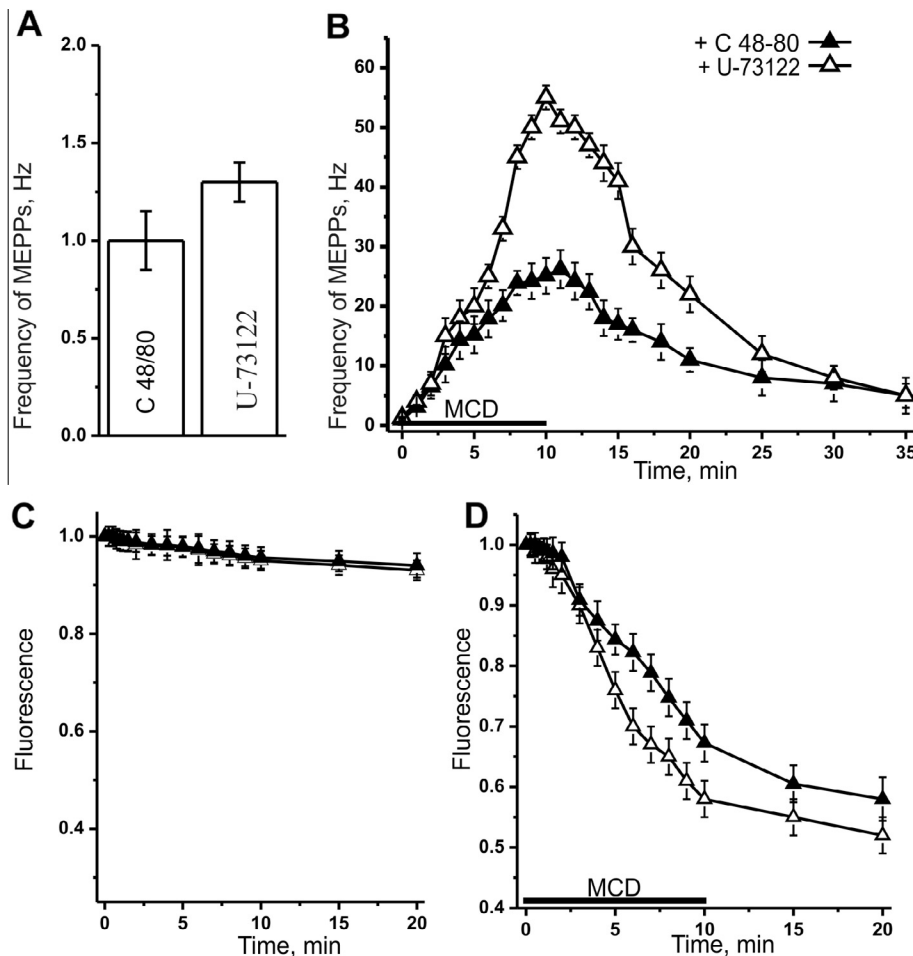 A
Frequency of MEPPs, Hz
2.0
1.5
1.0
0.5
0.0
C 48/80
U-73122
B
+ C 48-80
+ U-73122
Frequency of MEPPs, Hz
60
50
40
30
20
10
0
MCD
0 5 10 15 20 25 30 35
Time, min
C
Fluorescence
1.0
0.8
0.6
0.4
0 5 10 15 20
Time, min
D
Fluorescence
1.0
0.9
0.8
0.7
0.6
0.5
0.4
MCD
0 5 10 15 20
Time, min